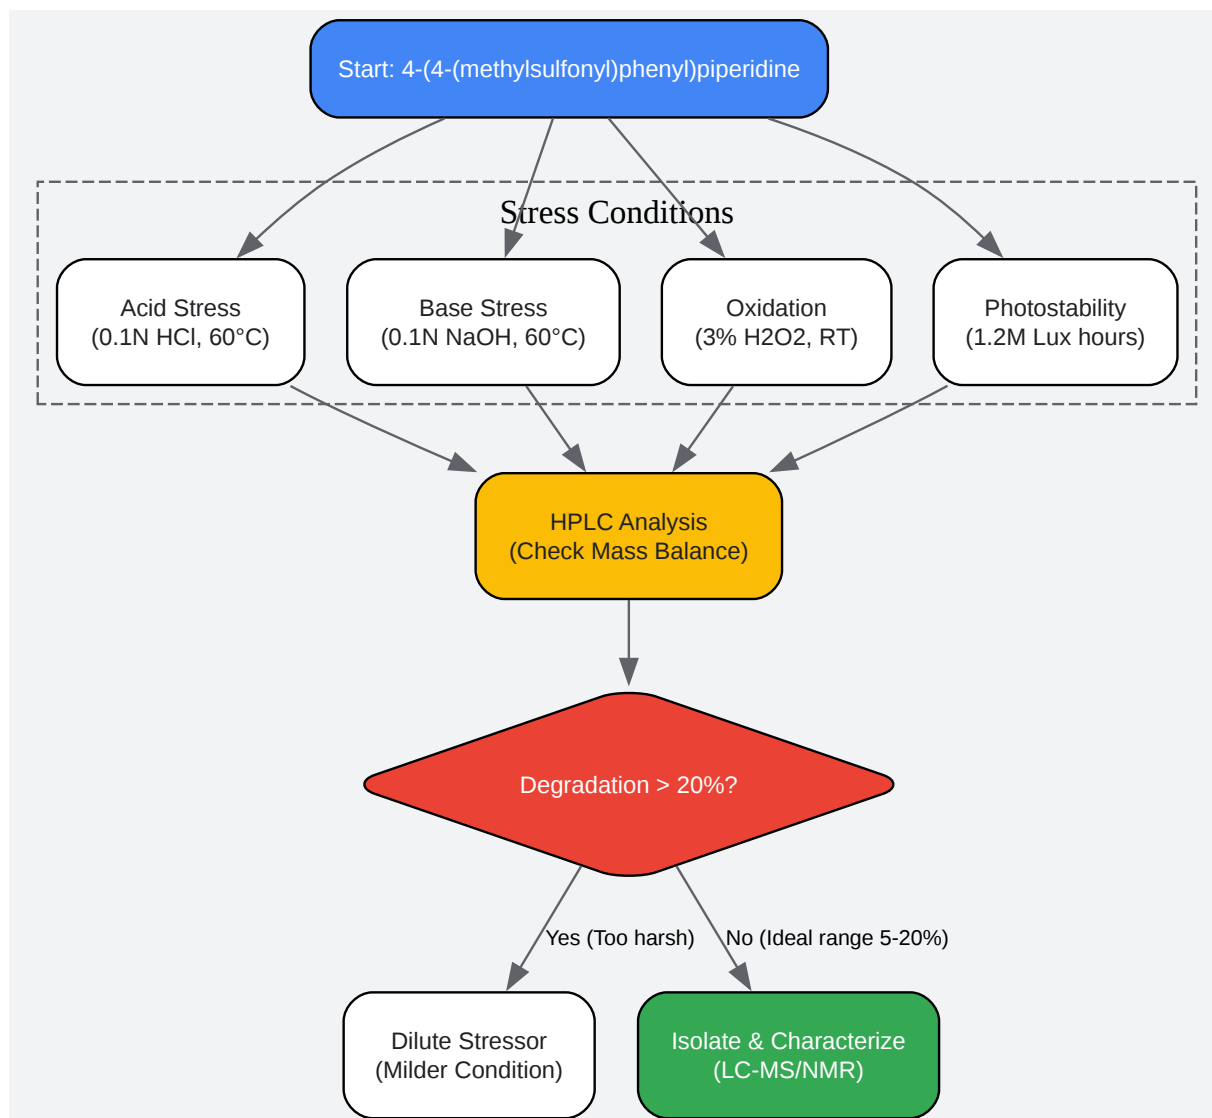 Start: 4-(4-(methylsulfonyl)phenyl)piperidine
Stress Conditions
Acid Stress
(0.1N HCl, 60°C)
Base Stress
(0.1N NaOH, 60°C)
Oxidation
(3% H2O2, RT)
Photostability
(1.2M Lux hours)
HPLC Analysis
(Check Mass Balance)
Degradation > 20%?
Yes (Too harsh)
No (Ideal range 5-20%)
Dilute Stressor
(Milder Condition)
Isolate & Characterize
(LC-MS/NMR)